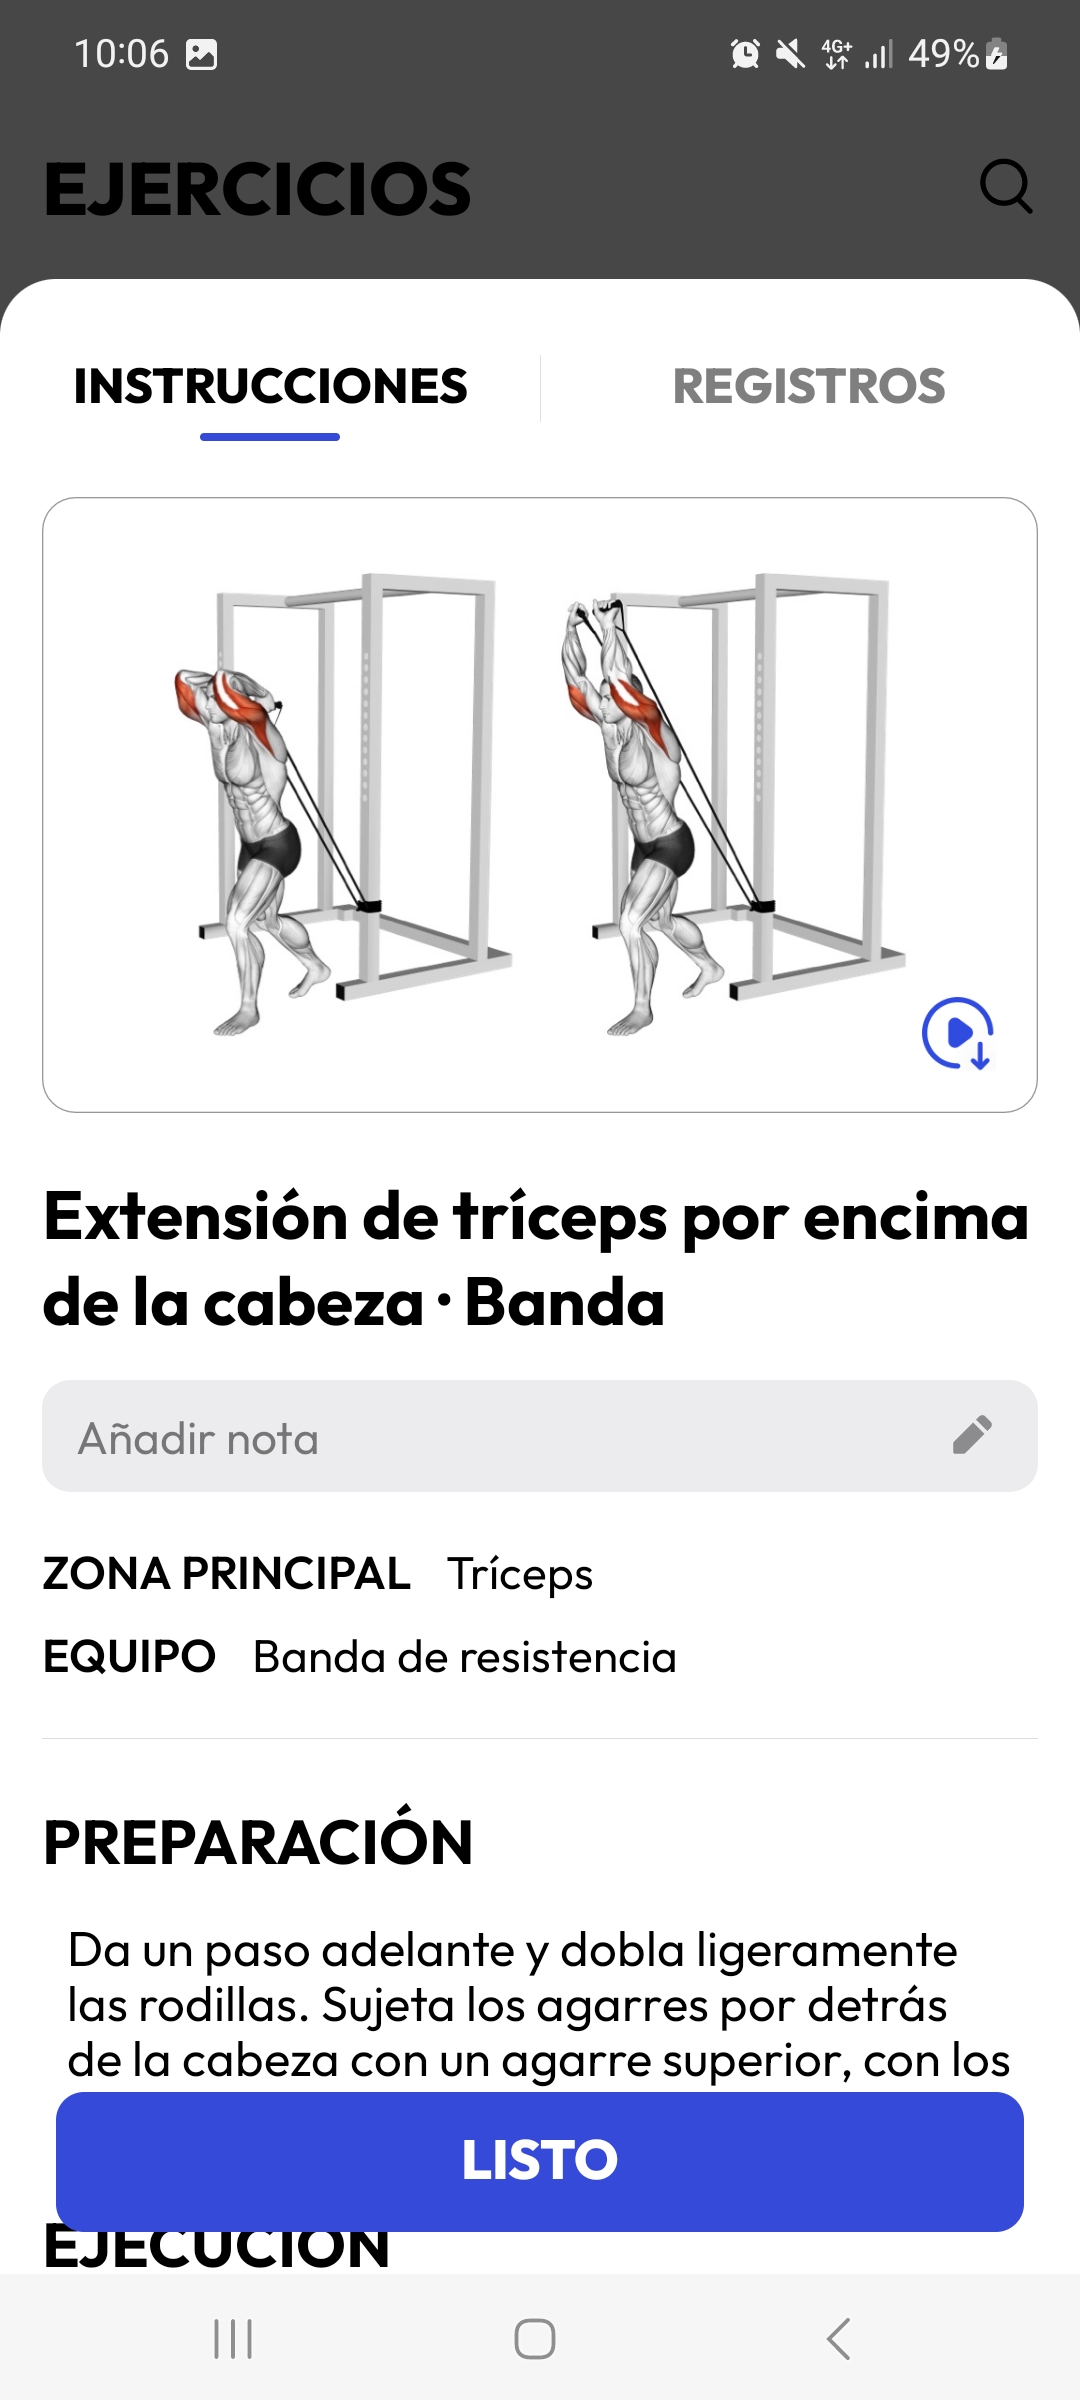 10:06
4G+
49%
EJERCICIOS
INSTRUCCIONES
REGISTROS
Extensión de tríceps por encima
de la cabeza · Banda
Añadir nota
ZONA PRINCIPAL Tríceps
EQUIPO Banda de resistencia
PREPARACIÓN
Da un paso adelante y dobla ligeramente
las rodillas. Sujeta los agarres por detrás
de la cabeza con un agarre superior, con los
LISTO
EJECUCIÓN